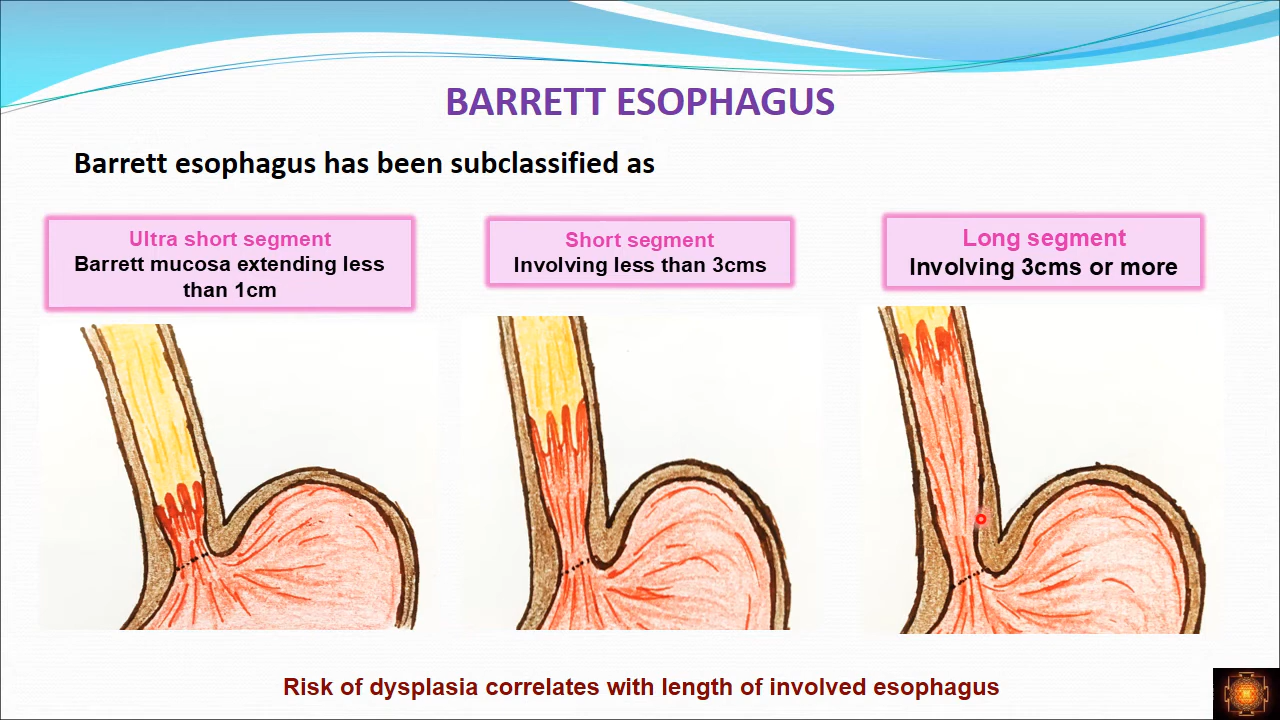 BARRETT ESOPHAGUS
Barrett esophagus has been subclassified as
Ultra short segment
Barrett mucosa extending less
than 1cm
Short segment
Involving less than 3cms
Long segment
Involving 3cms or more
Risk of dysplasia correlates with length of involved esophagus